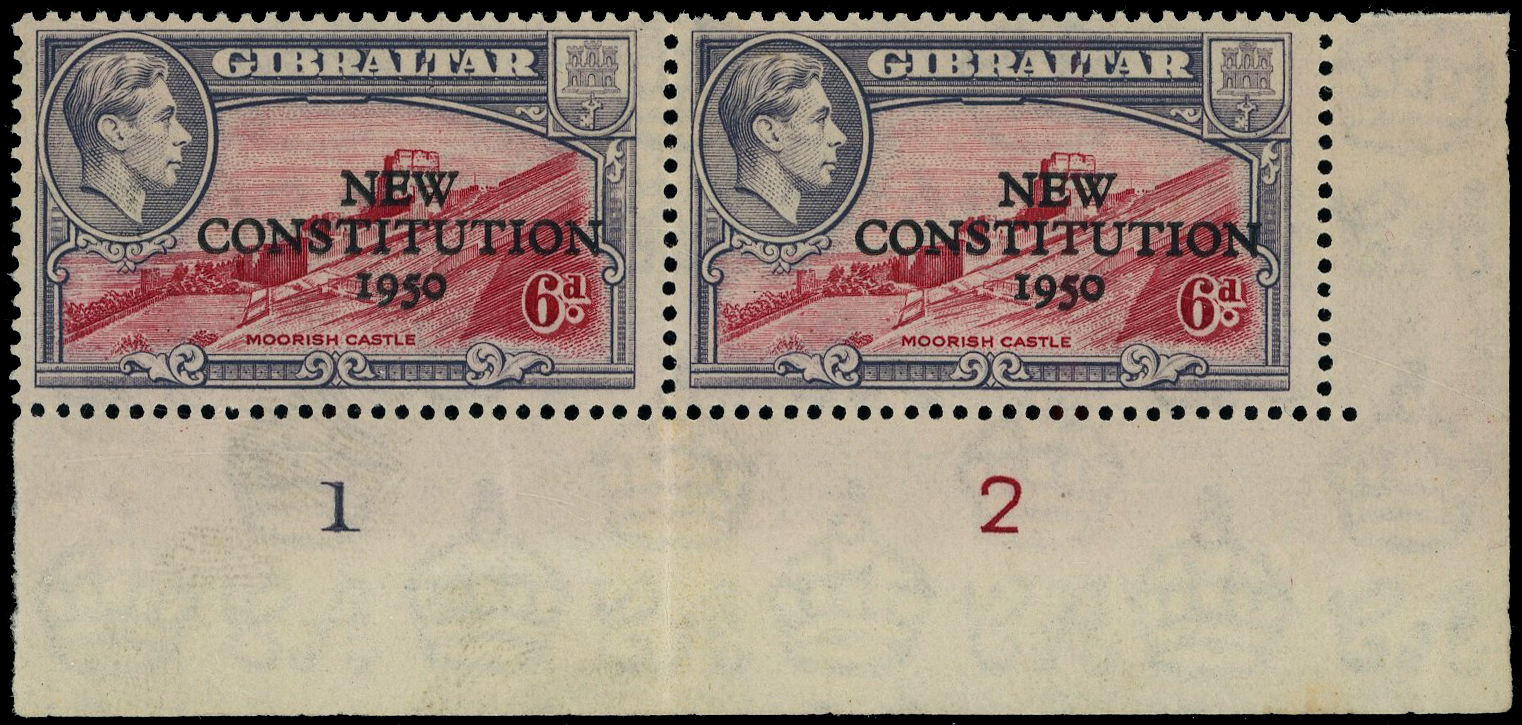 GIBRALTAR
NEW
CONSTITUTION
1950
6d
MOORISH CASTLE
GIBRALTAR
NEW
CONSTITUTION
1950
6d
MOORISH CASTLE
1
2